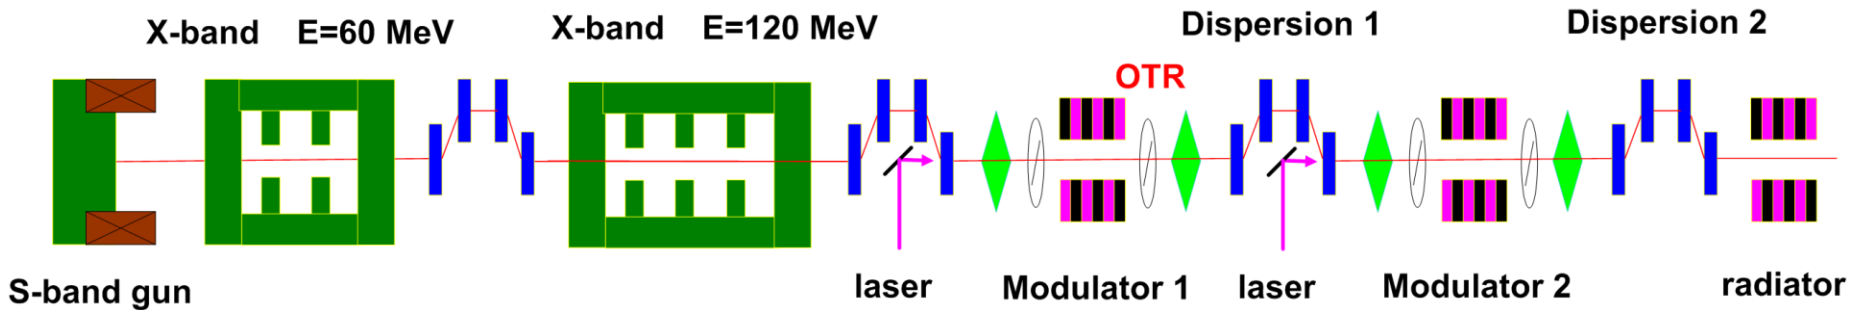 X-band E=60 MeV X-band E=120 MeV Dispersion 1 Dispersion 2
OTR
S-band gun laser Modulator 1 laser Modulator 2 radiator